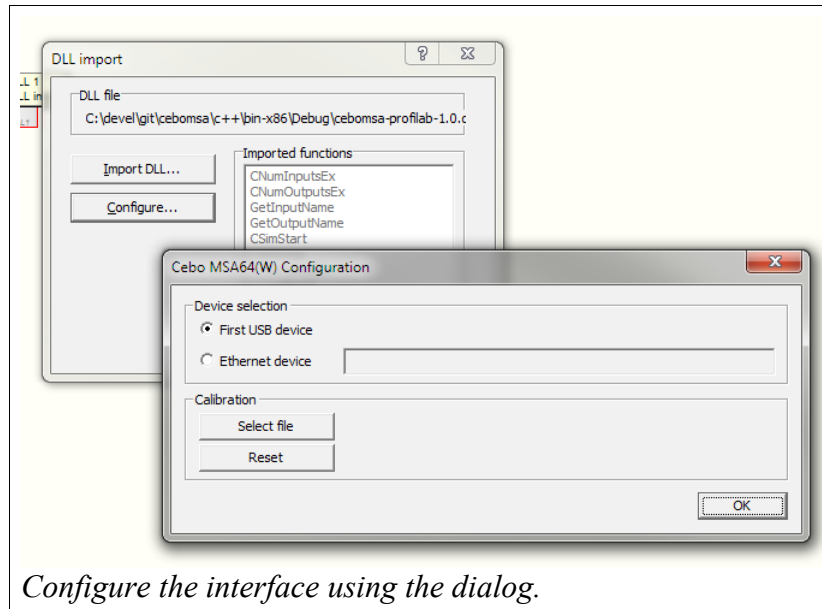 DLL import
LL 1
DLL file
C:\devel\git\cebomsa\c++\bin-x86\Debug\cebomsa-profilab-1.0.c
Import DLL...
Configure...
Imported functions
CNumInputsEx
CNumOutputsEx
GetInputName
GetOutputName
CSimStart
Cebo MSA64(W) Configuration
Device selection
First USB device
Ethernet device
Calibration
Select file
Reset
OK
Configure the interface using the dialog.